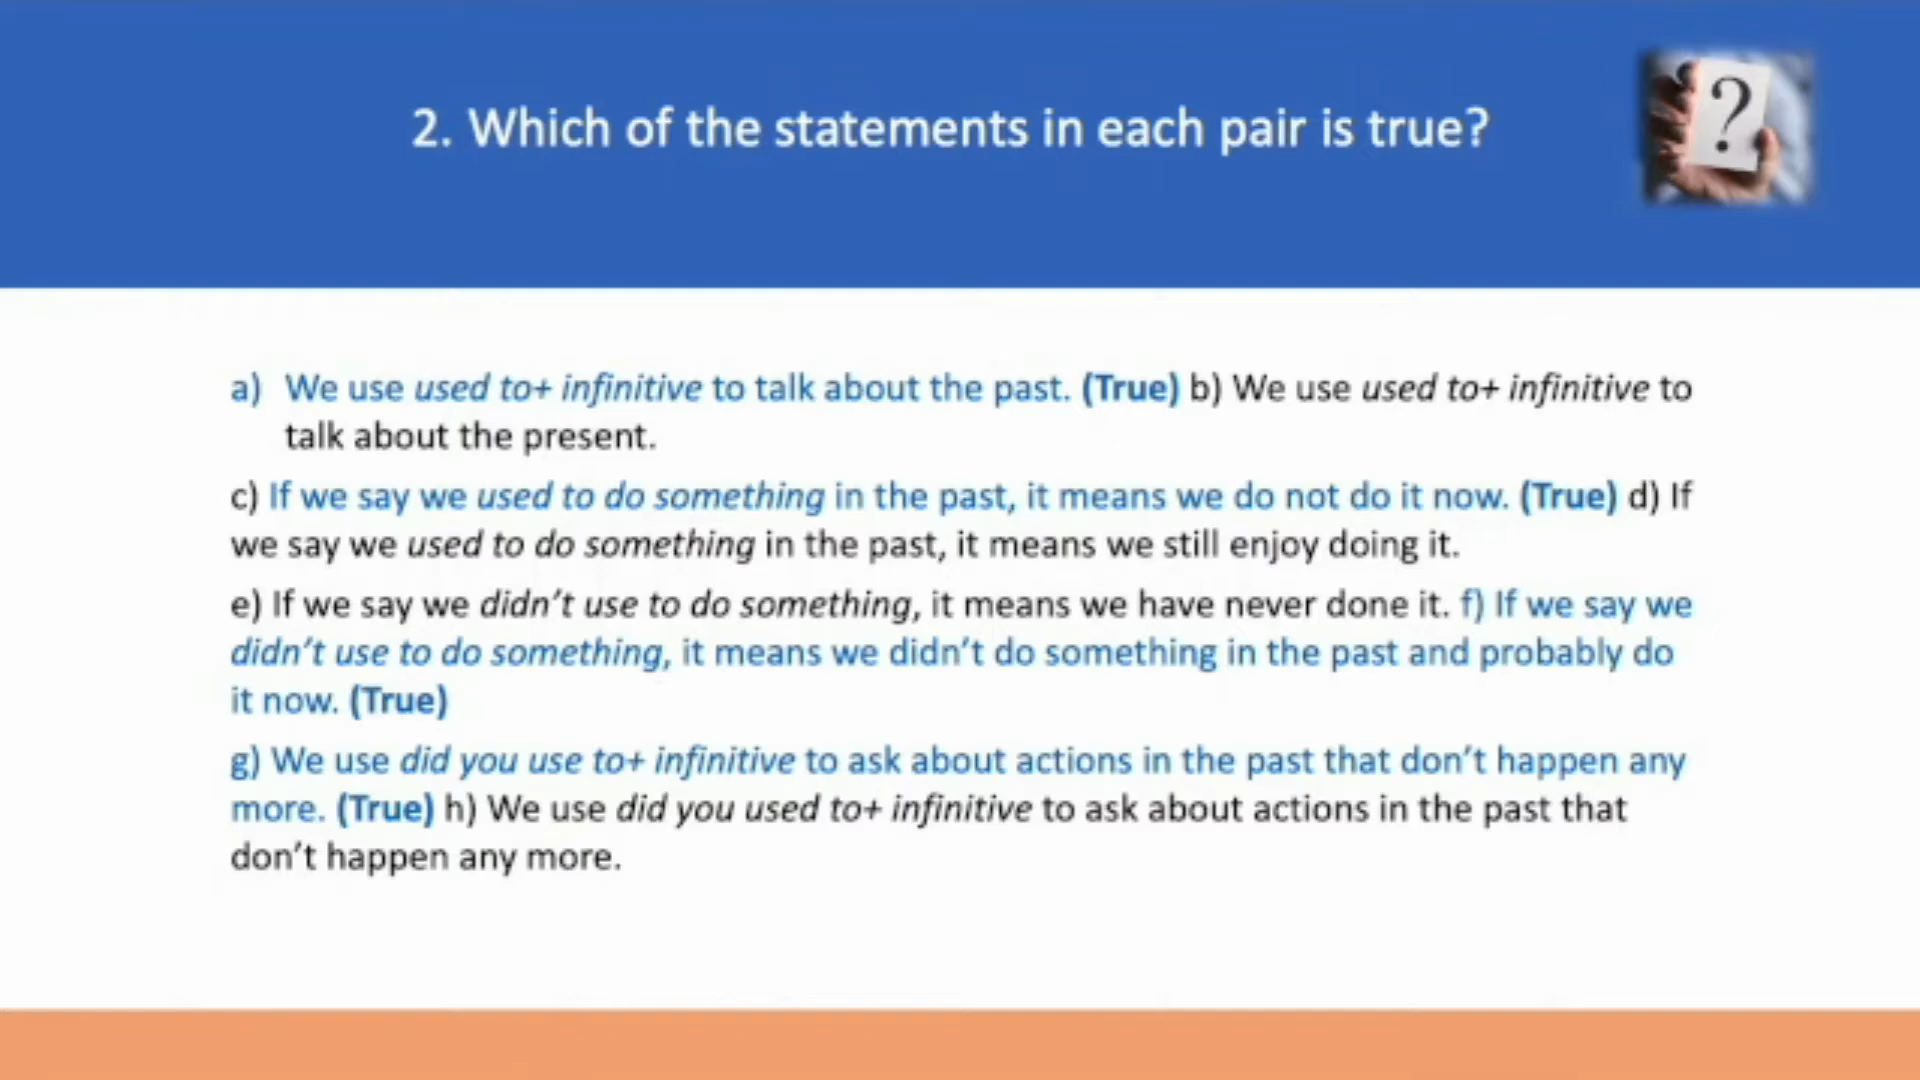 2. Which of the statements in each pair is true?
?
a) We use used to+ infinitive to talk about the past. (True) b) We use used to+ infinitive to
talk about the present.
c) If we say we used to do something in the past, it means we do not do it now. (True) d) If
we say we used to do something in the past, it means we still enjoy doing it.
e) If we say we didn’t use to do something, it means we have never done it. f) If we say we
didn’t use to do something, it means we didn’t do something in the past and probably do
it now. (True)
g) We use did you use to+ infinitive to ask about actions in the past that don’t happen any
more. (True) h) We use did you used to+ infinitive to ask about actions in the past that
don’t happen any more.